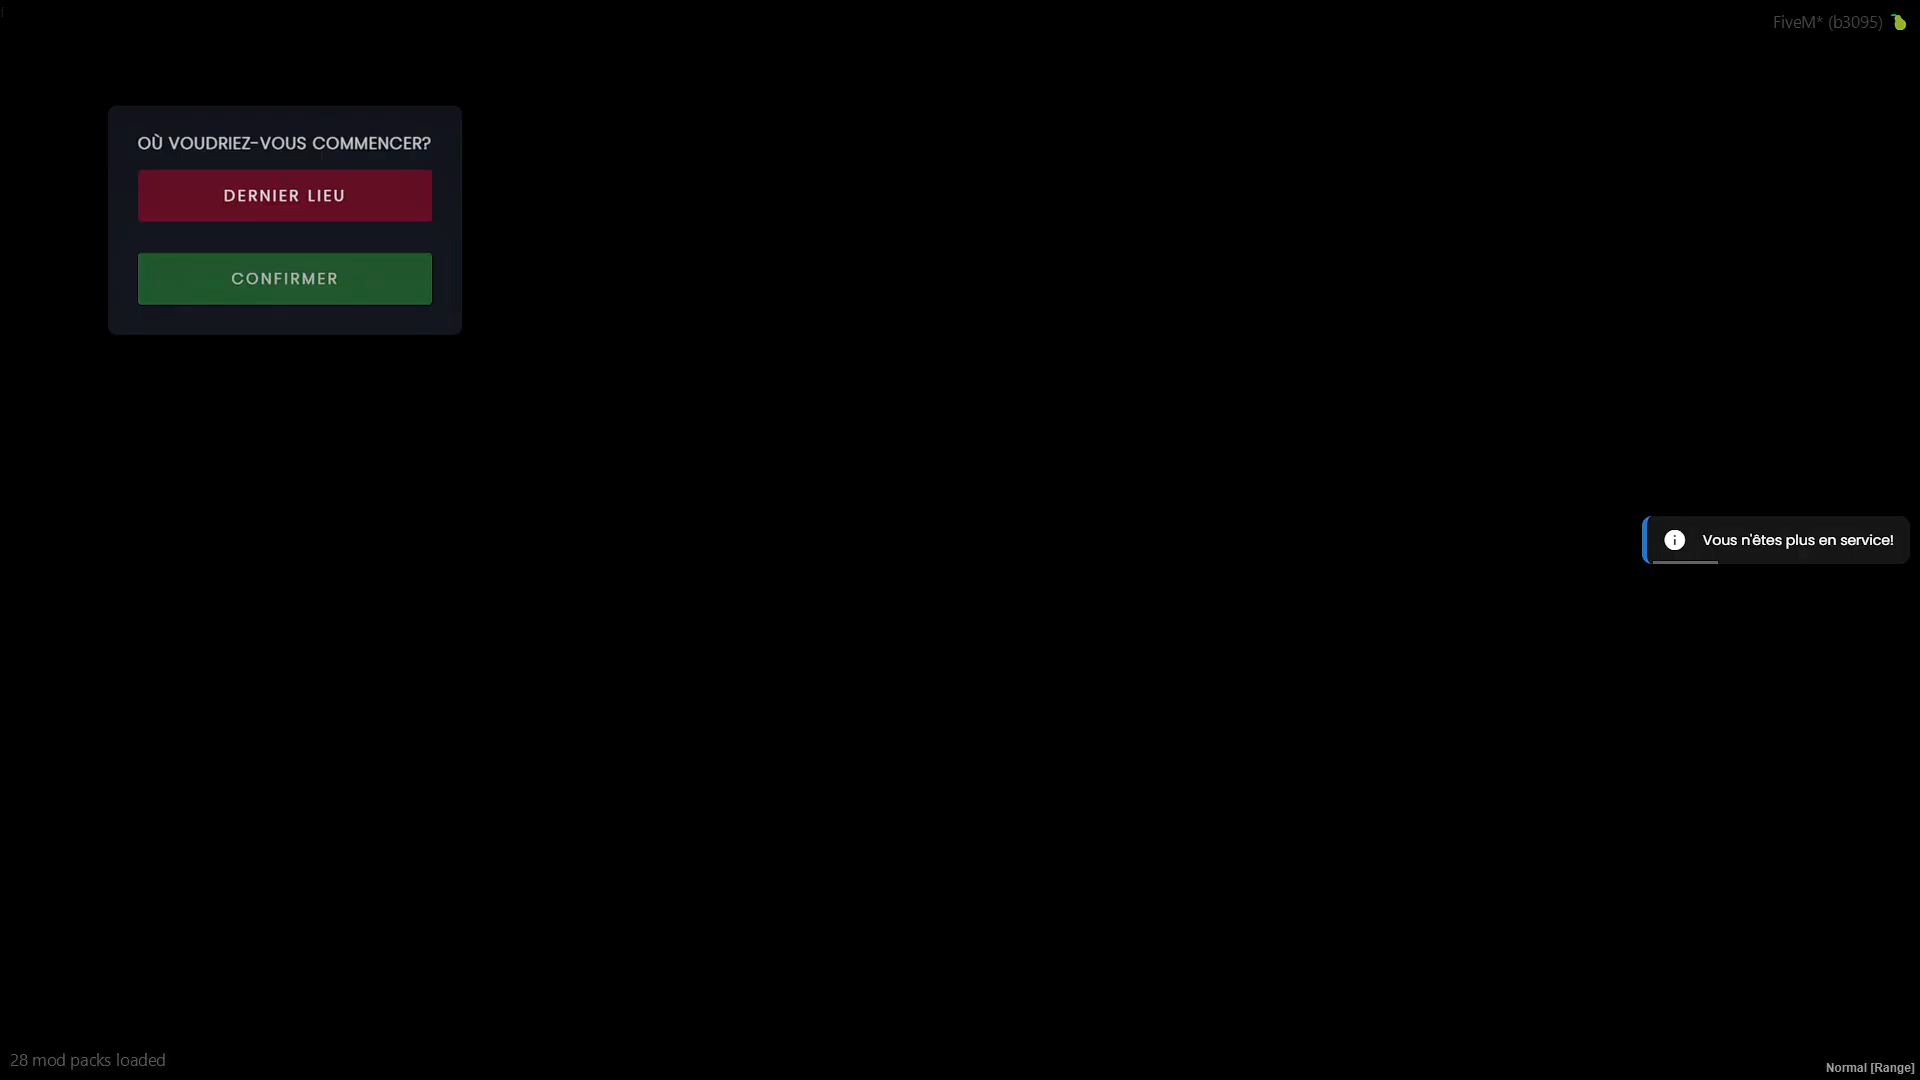 FiveM* (b3095)
OÙ VOUDRIEZ-VOUS COMMENCER?
DERNIER LIEU
CONFIRMER
Vous n'êtes plus en service!
28 mod packs loaded
Normal [Range]